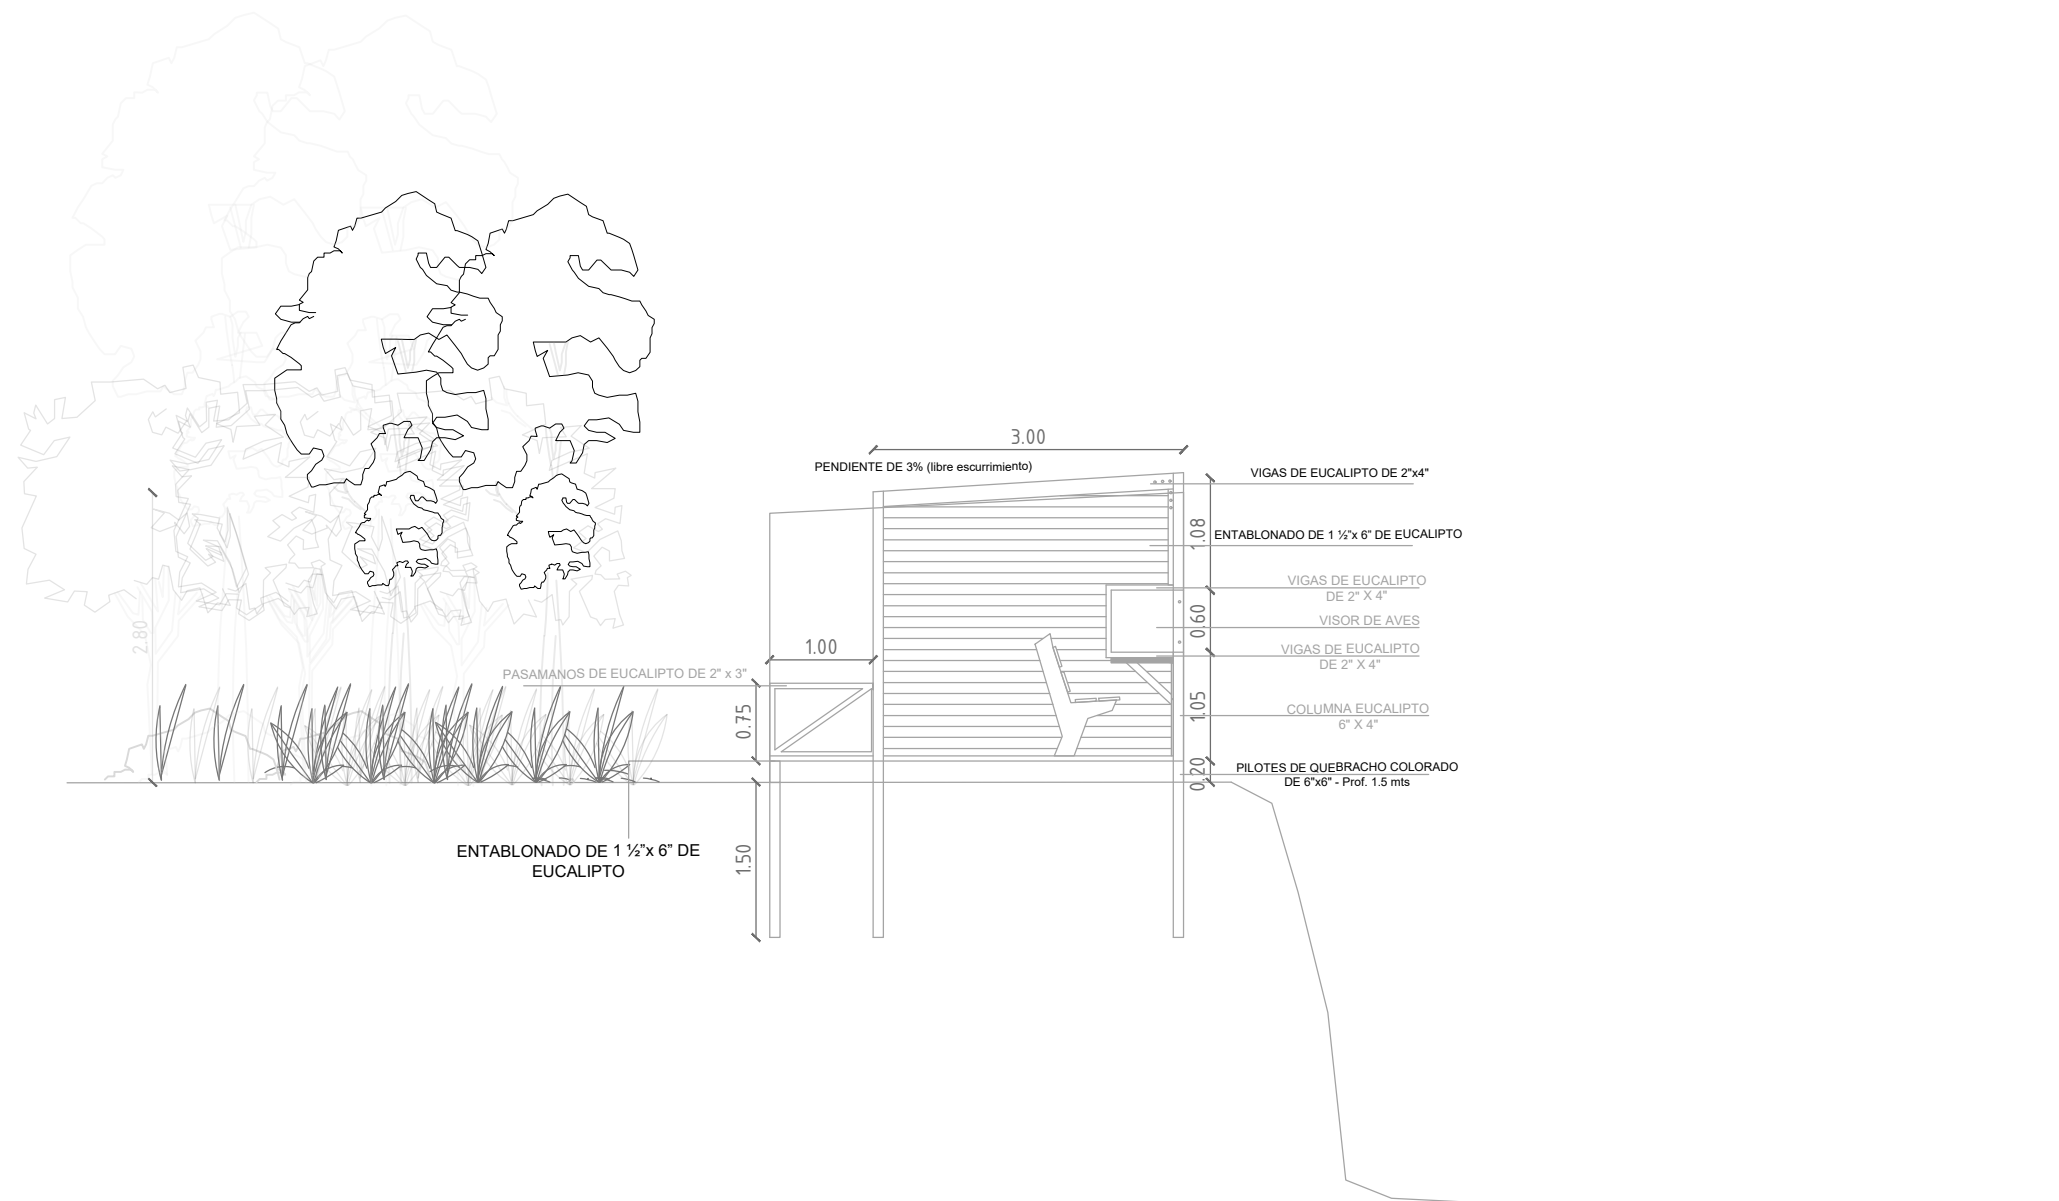 3.00
PENDIENTE DE 3% (libre escurrimiento)
VIGAS DE EUCALIPTO DE 2"x4"
1.08
ENTABLONADO DE 1 ½"x 6" DE EUCALIPTO
VIGAS DE EUCALIPTO
DE 2" X 4"
0.60
VISOR DE AVES
2.80
1.00
VIGAS DE EUCALIPTO
DE 2" X 4"
PASAMANOS DE EUCALIPTO DE 2" x 3"
0.75
1.05
COLUMNA EUCALIPTO
6" X 4"
0.20
PILOTES DE QUEBRACHO COLORADO
DE 6"x6" - Prof. 1.5 mts
ENTABLONADO DE 1 ½"x 6" DE
EUCALIPTO
1.50